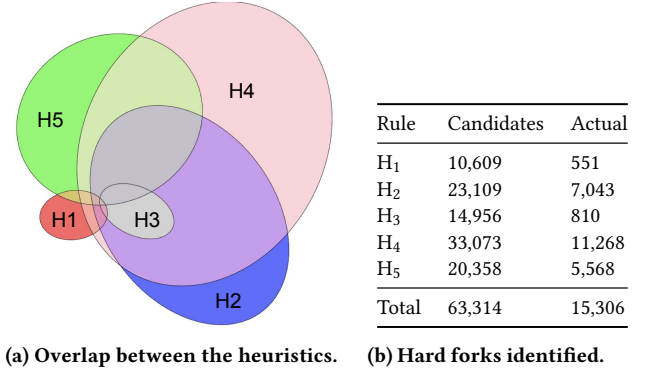 H5
H4
H1
H3
H2
(a) Overlap between the heuristics.
Rule Candidates Actual
H₁ 10,609 551
H₂ 23,109 7,043
H₃ 14,956 810
H₄ 33,073 11,268
H₅ 20,358 5,568
Total 63,314 15,306
(b) Hard forks identified.